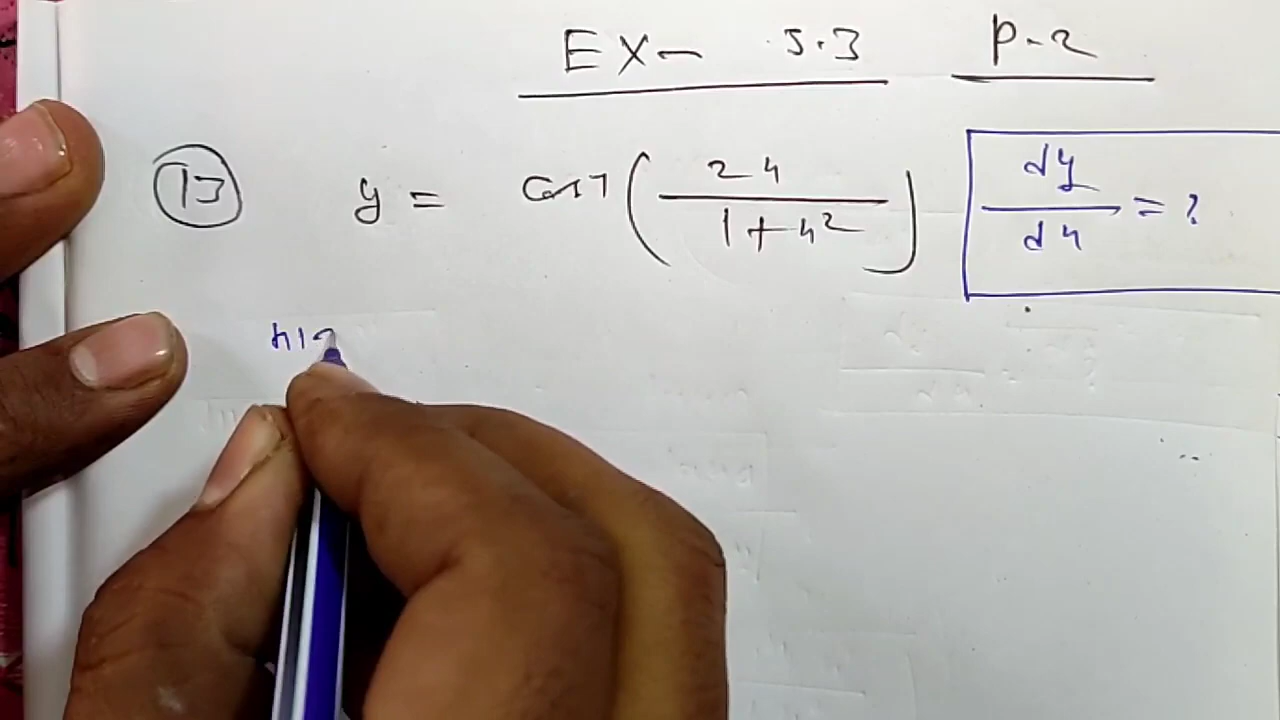 EX- 5.3 P-2
(13) y = cos⁻¹(2x/1+x²) dy/dx = ?